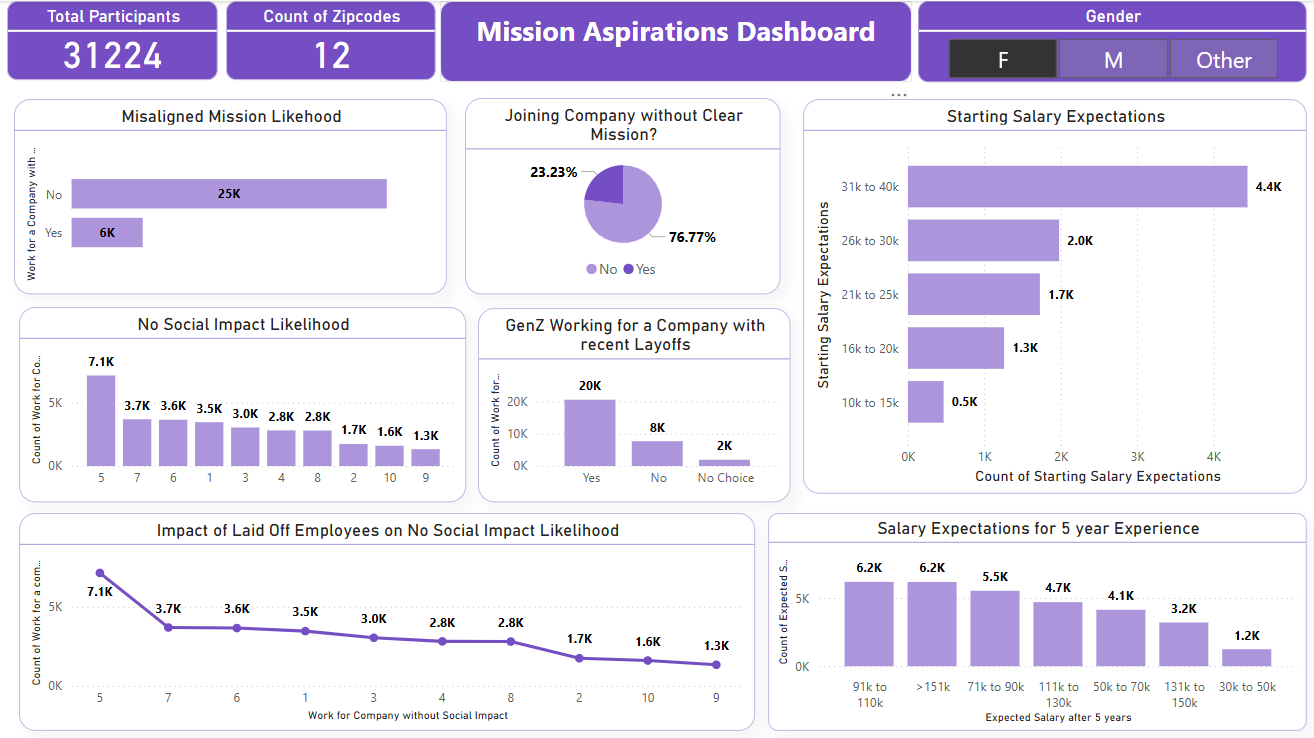 Total Participants
31224
Count of Zipcodes
12
Mission Aspirations Dashboard
Gender
F
M
Other
...
Misaligned Mission Likehood
Work for a Company with ...
No
25K
Yes
6K
Joining Company without Clear
Mission?
23.23%
76.77%
No Yes
Starting Salary Expectations
Starting Salary Expectations
31k to 40k
4.4K
26k to 30k
2.0K
21k to 25k
1.7K
16k to 20k
1.3K
10k to 15k
0.5K
0K 1K 2K 3K 4K
Count of Starting Salary Expectations
No Social Impact Likelihood
Count of Work for Co...
5K
0K
7.1K 3.7K 3.6K 3.5K 3.0K 2.8K 2.8K 1.7K 1.6K 1.3K
5 7 6 1 3 4 8 2 10 9
GenZ Working for a Company with
recent Layoffs
Count of Work for...
20K
10K
0K
20K 8K 2K
Yes No No Choice
Impact of Laid Off Employees on No Social Impact Likelihood
Count of Work for a com...
5K
0K
7.1K 3.7K 3.6K 3.5K 3.0K 2.8K 2.8K 1.7K 1.6K 1.3K
5 7 6 1 3 4 8 2 10 9
Work for Company without Social Impact
Salary Expectations for 5 year Experience
Count of Expected S...
5K
0K
6.2K 6.2K 5.5K 4.7K 4.1K 3.2K 1.2K
91k to >151k 71k to 90k 111k to 50k to 70k 131k to 30k to 50k
110k 130k 150k
Expected Salary after 5 years